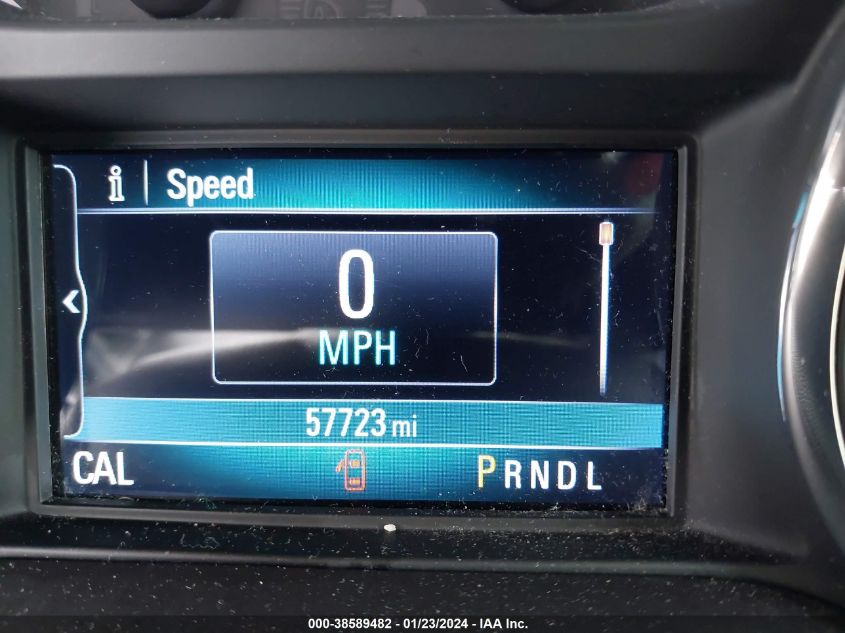 i Speed
0
MPH
57723 mi
CAL PRNDL
000-38589482 - 01/23/2024 - IAA Inc.